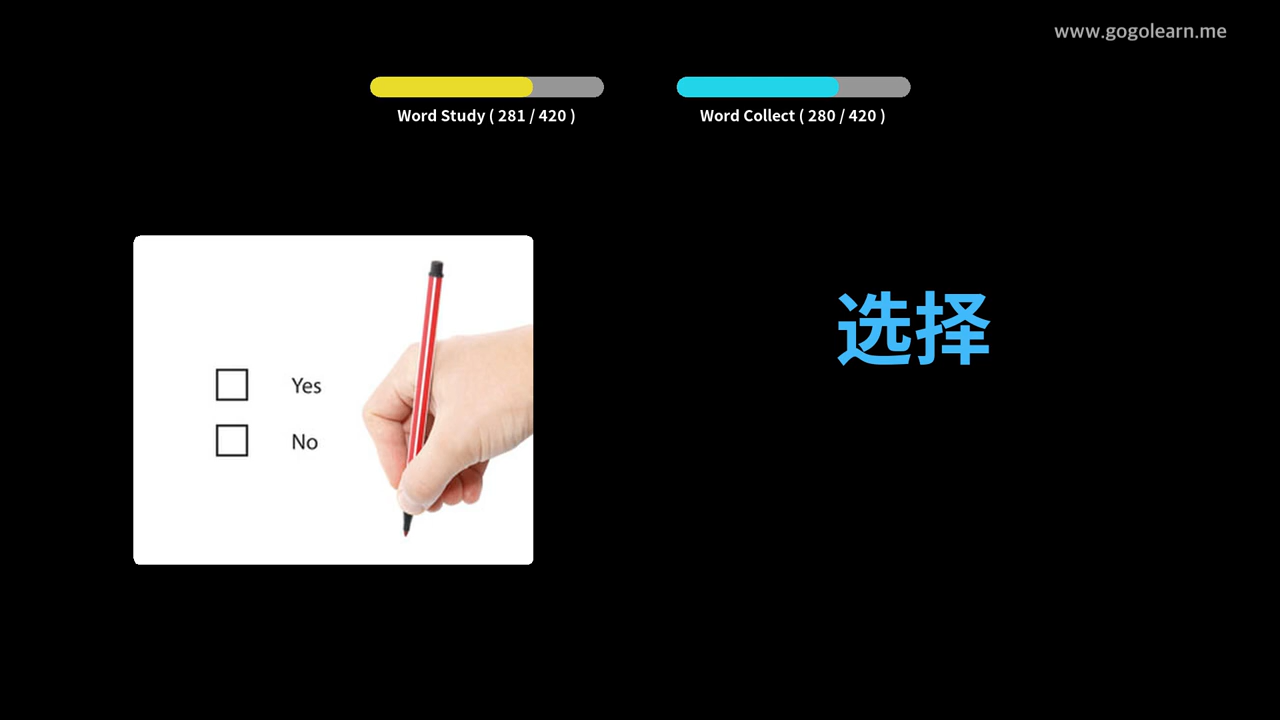 www.gogolearn.me
Word Study ( 281 / 420 )
Word Collect ( 280 / 420 )
选择
Yes
No